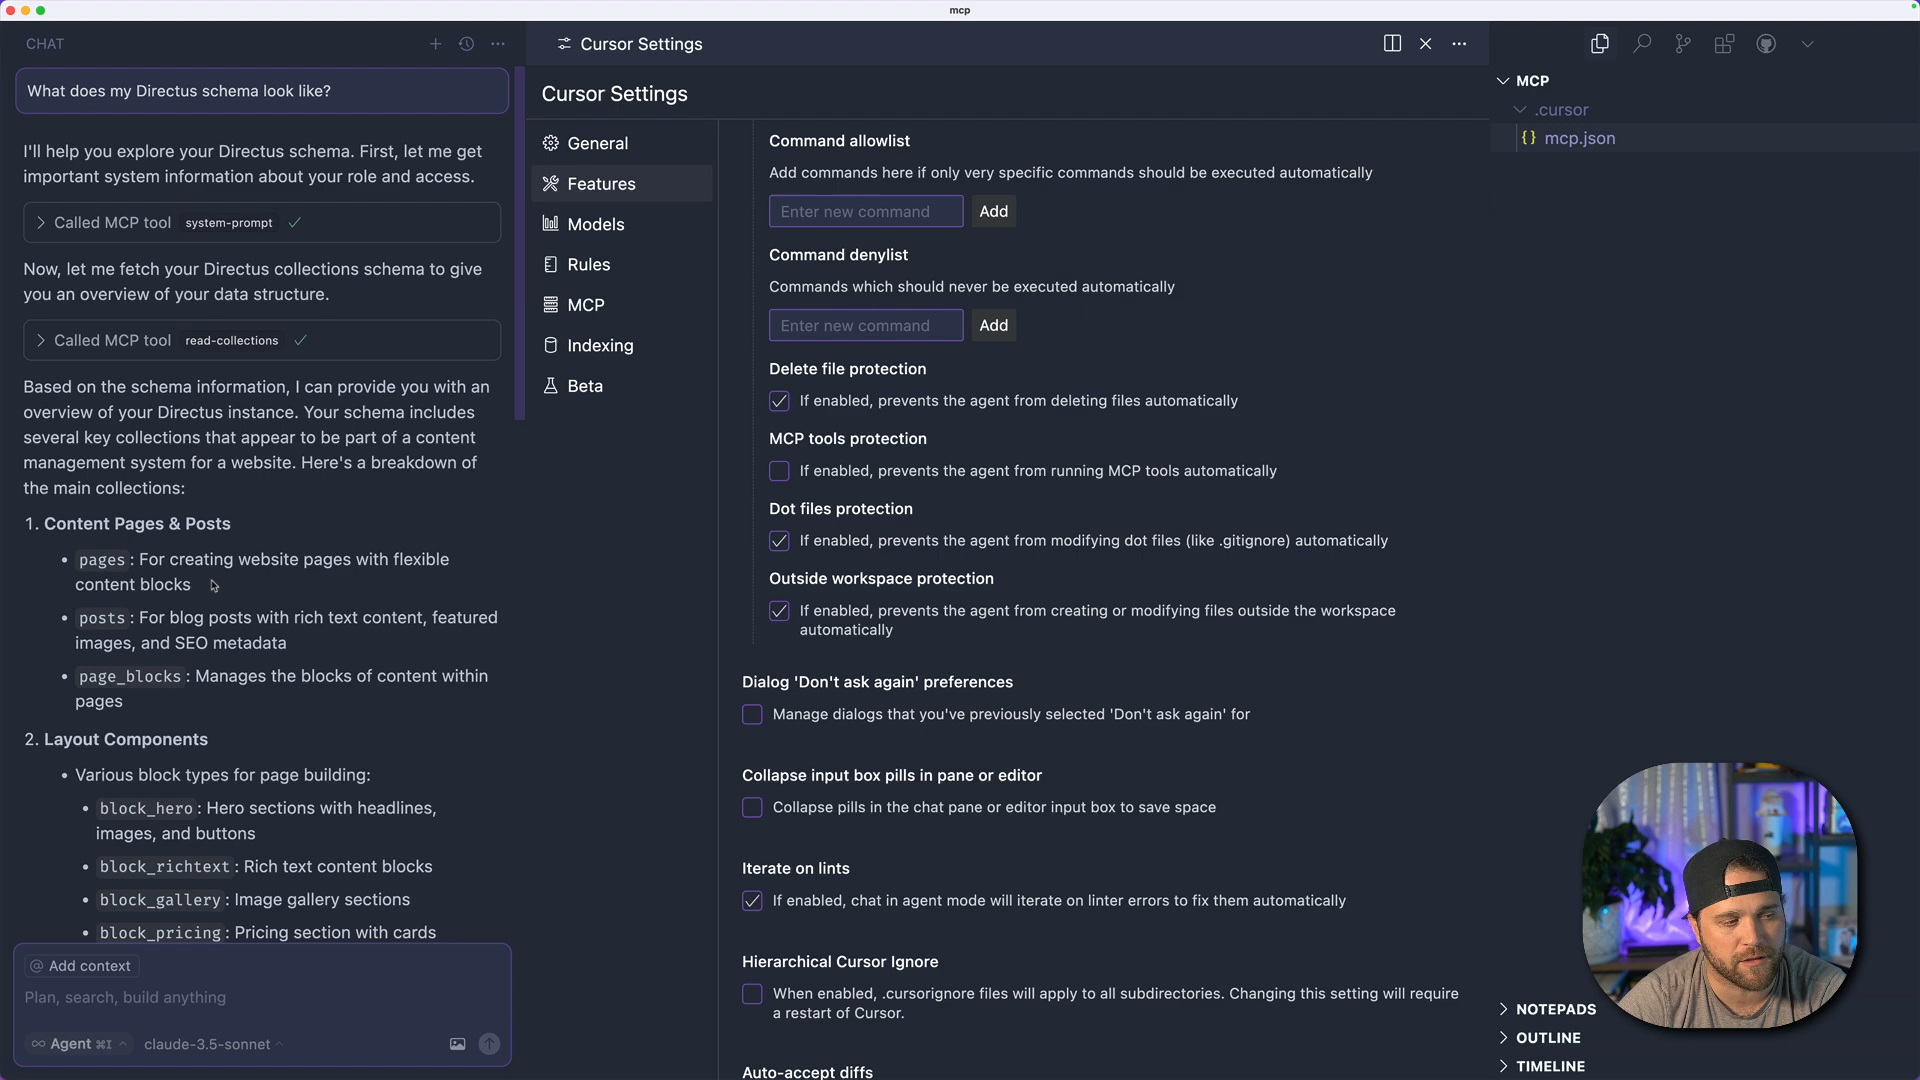 mcp
CHAT
What does my Directus schema look like?
I'll help you explore your Directus schema. First, let me get
important system information about your role and access.
Called MCP tool system-prompt
Now, let me fetch your Directus collections schema to give
you an overview of your data structure.
Called MCP tool read-collections
Based on the schema information, I can provide you with an
overview of your Directus instance. Your schema includes
several key collections that appear to be part of a content
management system for a website. Here's a breakdown of
the main collections:
1. Content Pages & Posts
• pages: For creating website pages with flexible
content blocks
• posts: For blog posts with rich text content, featured
images, and SEO metadata
• page_blocks: Manages the blocks of content within
pages
2. Layout Components
• Various block types for page building:
• block_hero: Hero sections with headlines,
images, and buttons
• block_richtext: Rich text content blocks
• block_gallery: Image gallery sections
• block_pricing: Pricing section with cards
@ Add context
Plan, search, build anything
∞ Agent ⌘I
claude-3.5-sonnet
Cursor Settings
Cursor Settings
General
Features
Models
Rules
MCP
Indexing
Beta
Command allowlist
Add commands here if only very specific commands should be executed automatically
Enter new command Add
Command denylist
Commands which should never be executed automatically
Enter new command Add
Delete file protection
If enabled, prevents the agent from deleting files automatically
MCP tools protection
If enabled, prevents the agent from running MCP tools automatically
Dot files protection
If enabled, prevents the agent from modifying dot files (like .gitignore) automatically
Outside workspace protection
If enabled, prevents the agent from creating or modifying files outside the workspace
automatically
Dialog 'Don't ask again' preferences
Manage dialogs that you've previously selected 'Don't ask again' for
Collapse input box pills in pane or editor
Collapse pills in the chat pane or editor input box to save space
Iterate on lints
If enabled, chat in agent mode will iterate on linter errors to fix them automatically
Hierarchical Cursor Ignore
When enabled, .cursorignore files will apply to all subdirectories. Changing this setting will require
a restart of Cursor.
Auto-accept diffs
MCP
.cursor
{} mcp.json
NOTEPADS
OUTLINE
TIMELINE